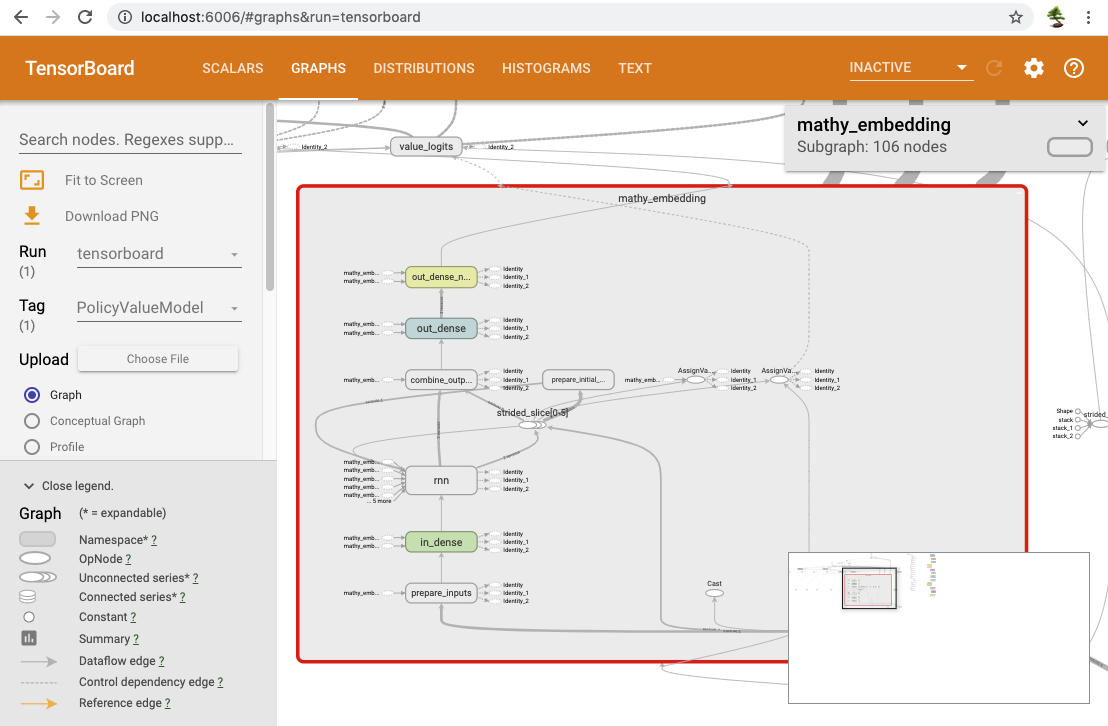 localhost:6006/#graphs&run=tensorboard
TensorBoard
SCALARS
GRAPHS
DISTRIBUTIONS
HISTOGRAMS
TEXT
INACTIVE
Search nodes. Regexes supp...
Fit to Screen
Download PNG
Run
(1)
tensorboard
Tag
(1)
PolicyValueModel
Upload
Choose File
Graph
Conceptual Graph
Profile
Close legend.
Graph (* = expandable)
Namespace* ?
OpNode ?
Unconnected series* ?
Connected series* ?
Constant ?
Summary ?
Dataflow edge ?
Control dependency edge ?
Reference edge ?
mathy_embedding
Subgraph: 106 nodes
Identity_2
value_logits
Identity_2
mathy_embedding
mathy_emb...
mathy_emb...
out_dense_n...
Identity
Identity_1
Identity_2
mathy_emb...
mathy_emb...
out_dense
Identity
Identity_1
Identity_2
mathy_emb...
combine_outp...
Identity
Identity_1
Identity_2
prepare_initial_...
mathy_emb...
AssignVa...
Identity
Identity_1
Identity_2
AssignVa...
Identity
Identity_1
Identity_2
strided_slice[0-5]
mathy_emb...
mathy_emb...
mathy_emb...
mathy_emb...
mathy_emb...
... 5 more
rnn
Identity
Identity_1
Identity_2
mathy_emb...
mathy_emb...
in_dense
Identity
Identity_1
Identity_2
mathy_emb...
prepare_inputs
Identity
Identity_1
Identity_2
Cast
Shape
stack
stack_1
stack_2
strided_